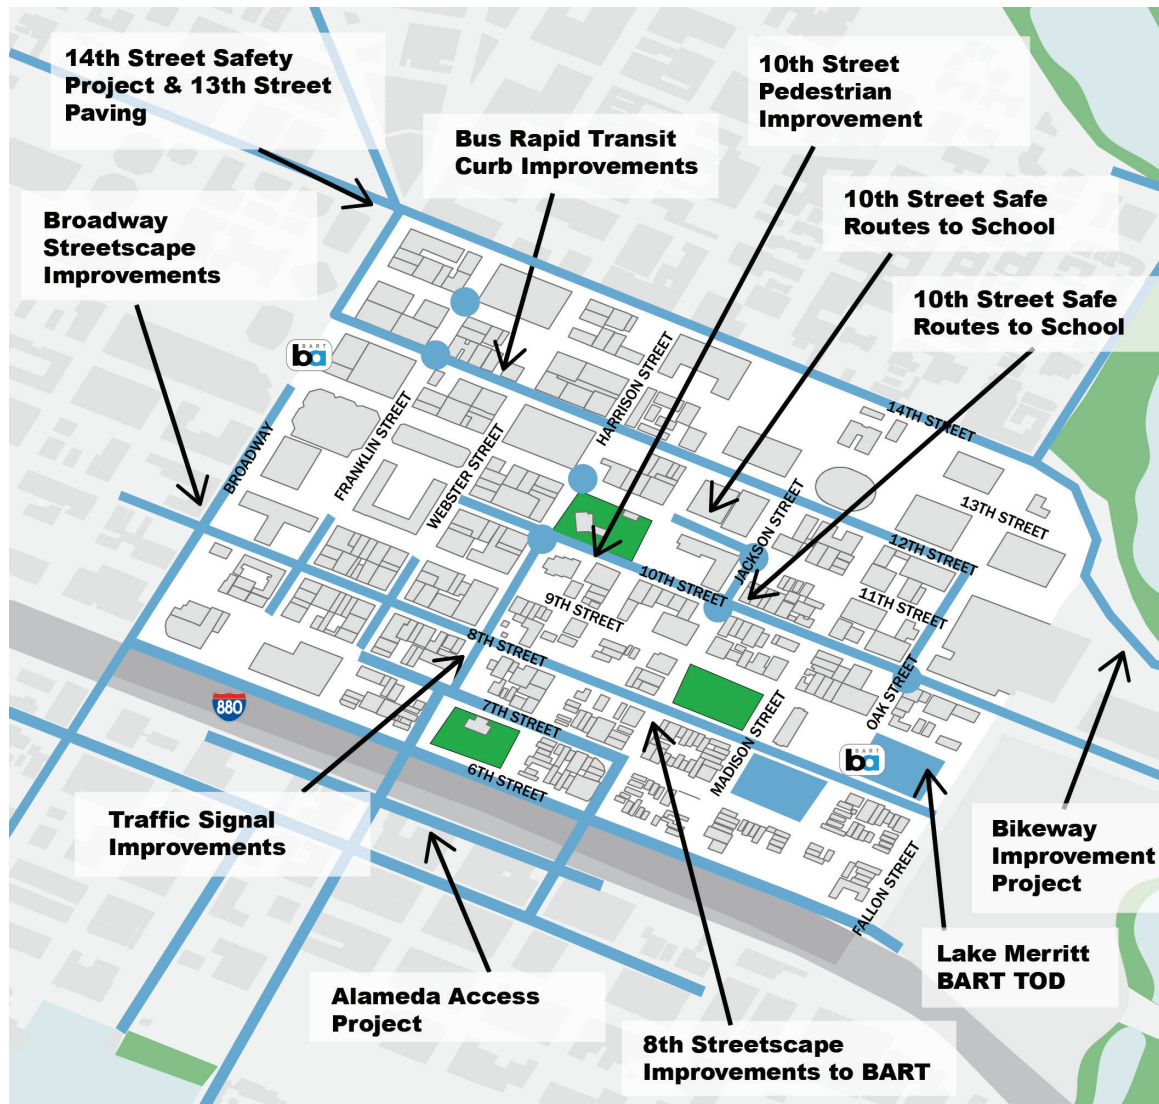 14th Street Safety
Project & 13th Street
Paving
10th Street
Pedestrian
Improvement
Bus Rapid Transit
Curb Improvements
10th Street Safe
Routes to School
Broadway
Streetscape
Improvements
10th Street Safe
Routes to School
BART
ba
HARRISON STREET
14TH STREET
FRANKLIN STREET
BROADWAY
WEBSTER STREET
JACKSON STREET
13TH STREET
12TH STREET
10TH STREET
11TH STREET
9TH STREET
8TH STREET
OAK STREET
880
7TH STREET
MADISON STREET
BART
ba
6TH STREET
FALLON STREET
Traffic Signal
Improvements
Bikeway
Improvement
Project
Lake Merritt
BART TOD
Alameda Access
Project
8th Streetscape
Improvements to BART